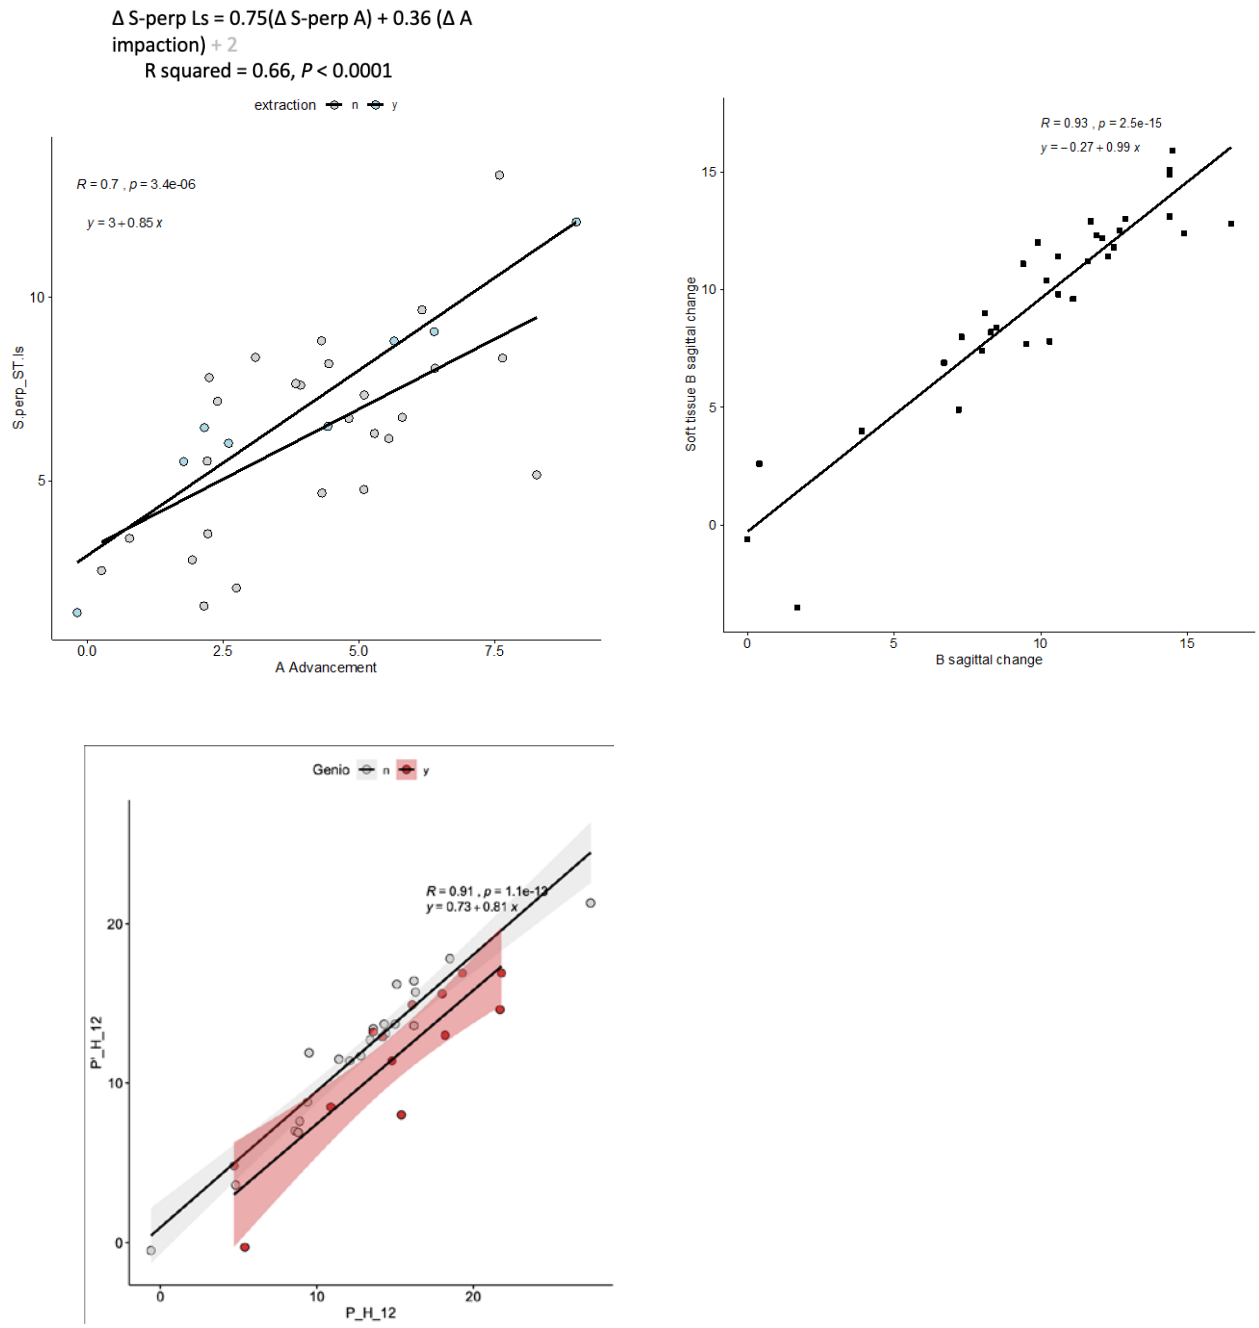 Δ S-perp Ls = 0.75(Δ S-perp A) + 0.36 (Δ A
impaction) + 2
R squared = 0.66, P < 0.0001
extraction n y
R = 0.7 , p = 3.4e-06
y = 3 + 0.85 x
10
5
S.perp_ST.ls
0.0 2.5 5.0 7.5
A Advancement
R = 0.93 , p = 2.5e-15
y = −0.27 + 0.99 x
15
10
5
0
Soft tissue B sagittal change
0 5 10 15
B sagittal change
Genio n y
R = 0.91 , p = 1.1e-13
y = 0.73 + 0.81 x
20
10
0
P'_H_12
0 10 20
P_H_12